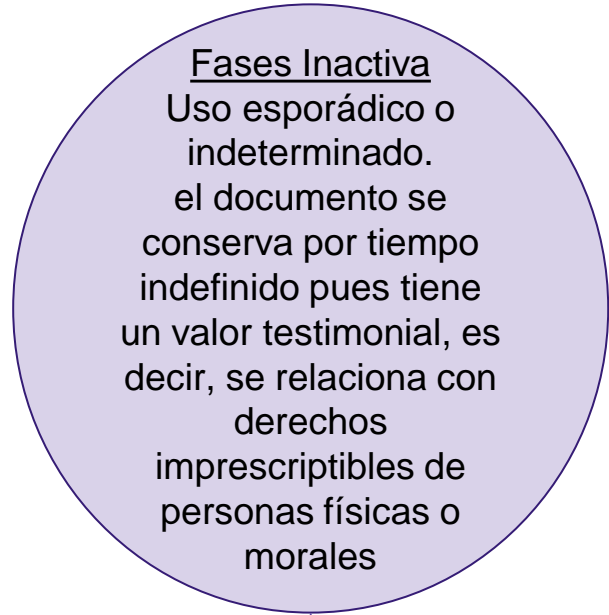 Fases Inactiva
Uso esporádico o
indeterminado.
el documento se
conserva por tiempo
indefinido pues tiene
un valor testimonial, es
decir, se relaciona con
derechos
imprescriptibles de
personas físicas o
morales